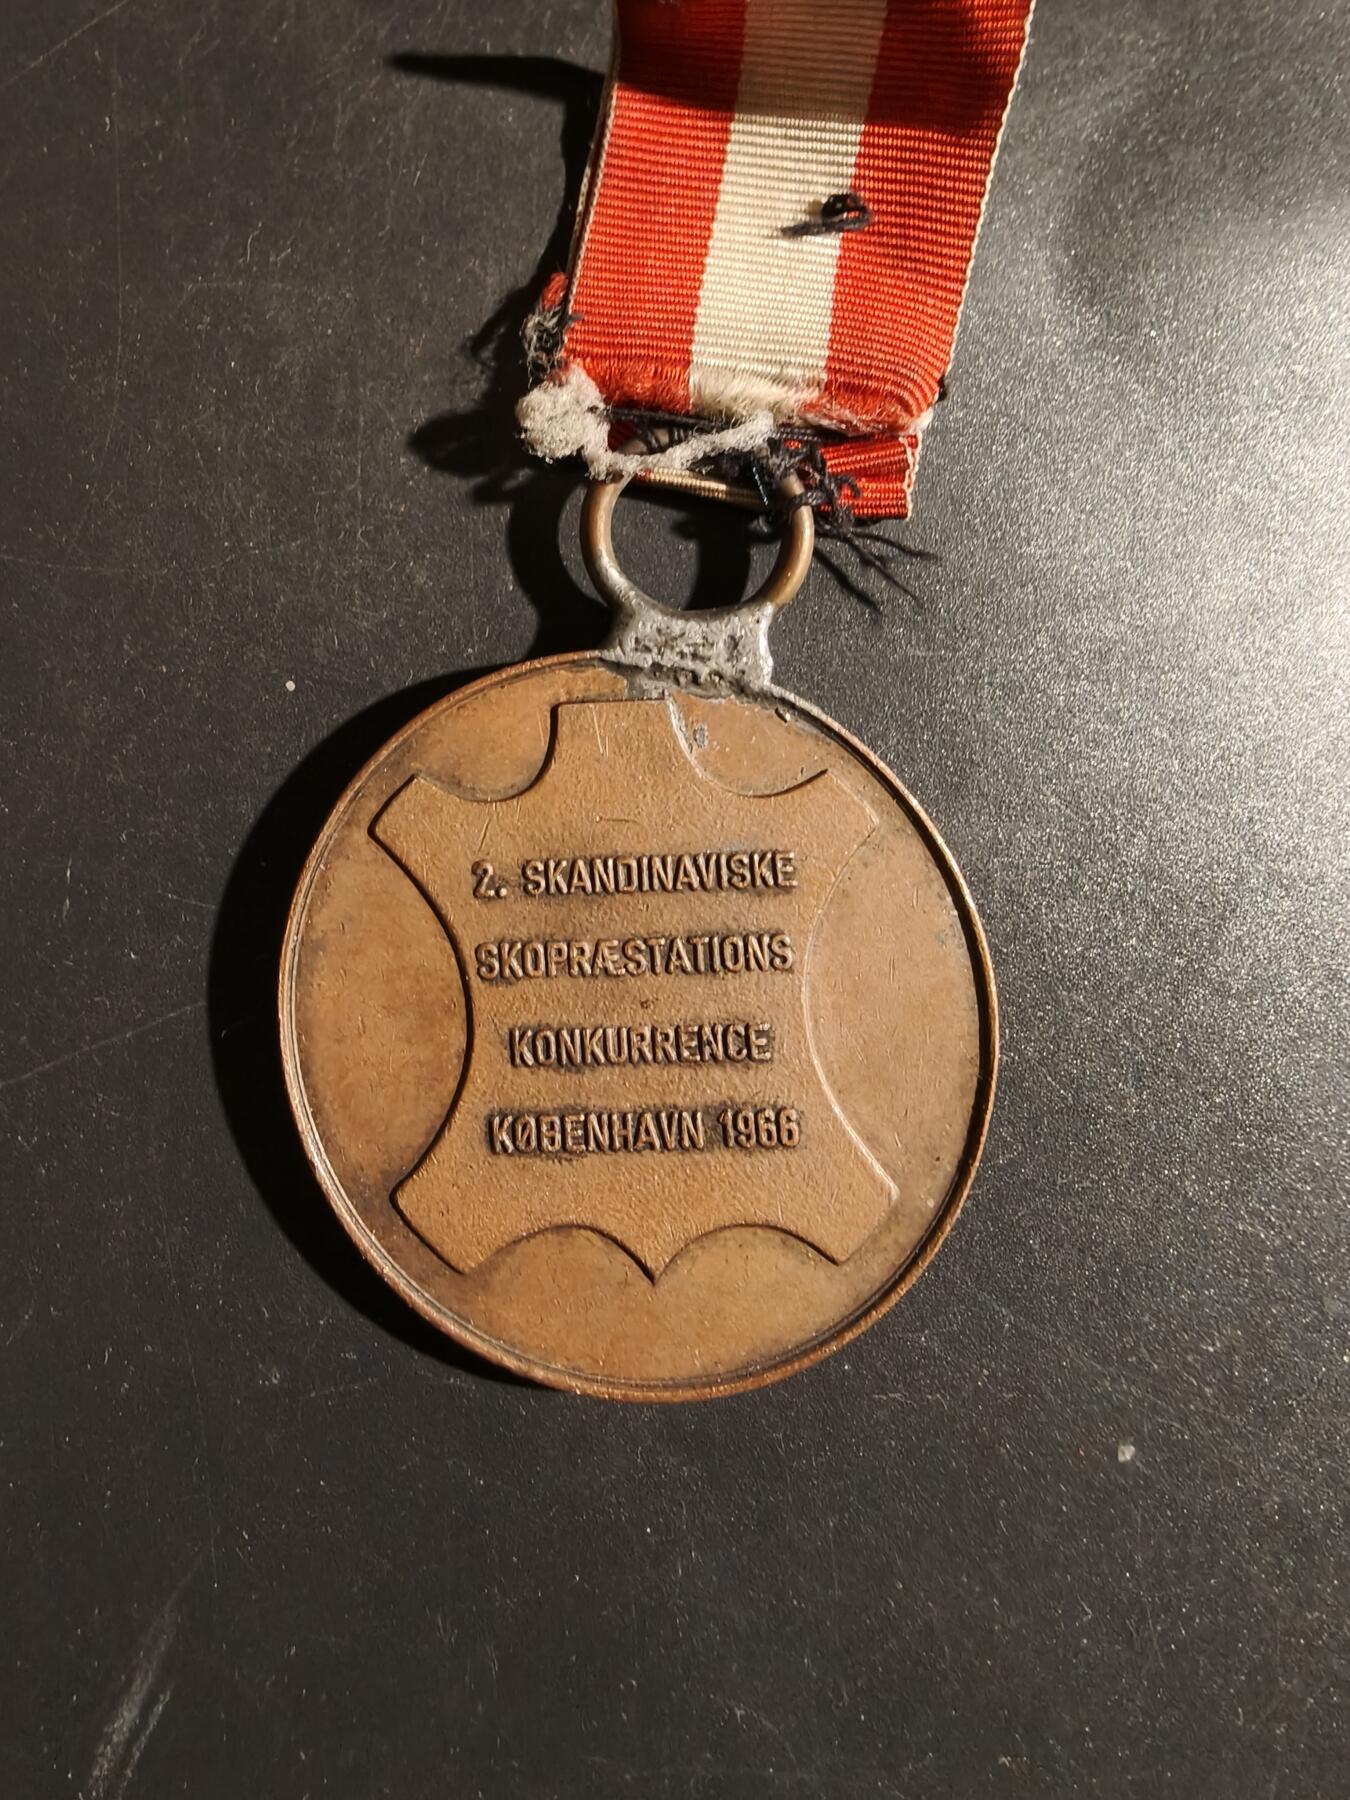 2. SKANDINAVISKE
SKOPRÆSTATIONS
KONKURRENCE
KØBENHAVN 1966